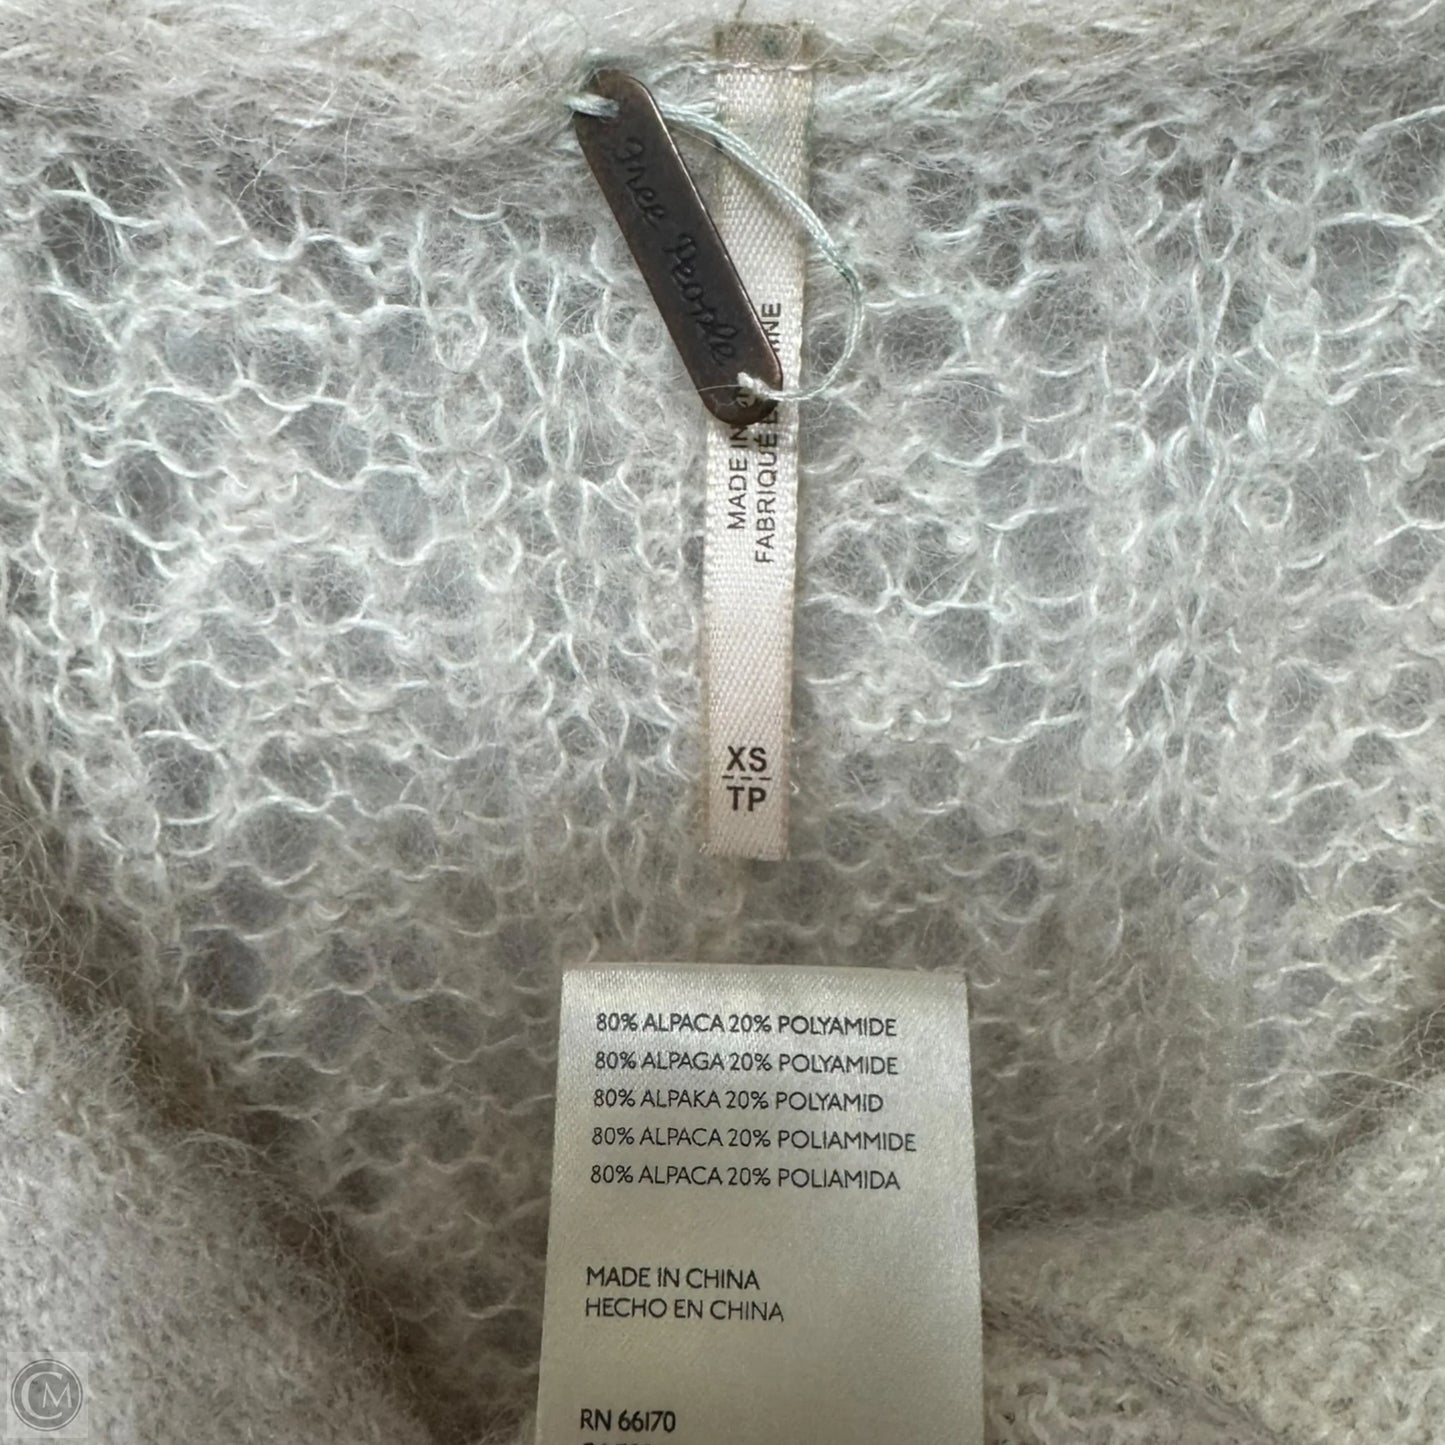 free people
MADE IN
FABRIQUÉ
XS
TP
80% ALPACA 20% POLYAMIDE
80% ALPAGA 20% POLYAMIDE
80% ALPAKA 20% POLYAMID
80% ALPACA 20% POLIAMMIDE
80% ALPACA 20% POLIAMIDA
MADE IN CHINA
HECHO EN CHINA
RN 66170
CM